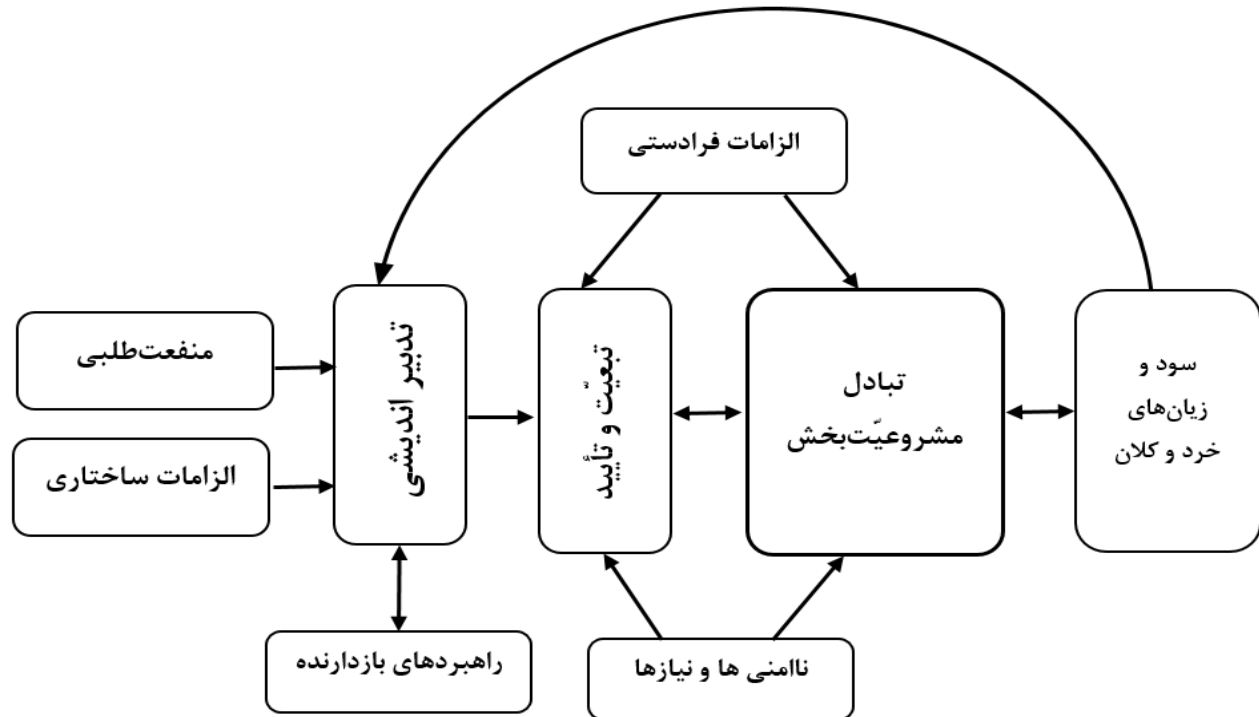 الزامات فرادستی
منفعت‌طلبی
الزامات ساختاری
تدبیر اندیشی
تبعیّت و تأیید
تبادل
مشروعیّت‌بخش
سود و
زیان‌های
خرد و کلان
راهبردهای بازدارنده
ناامنی ها و نیازها